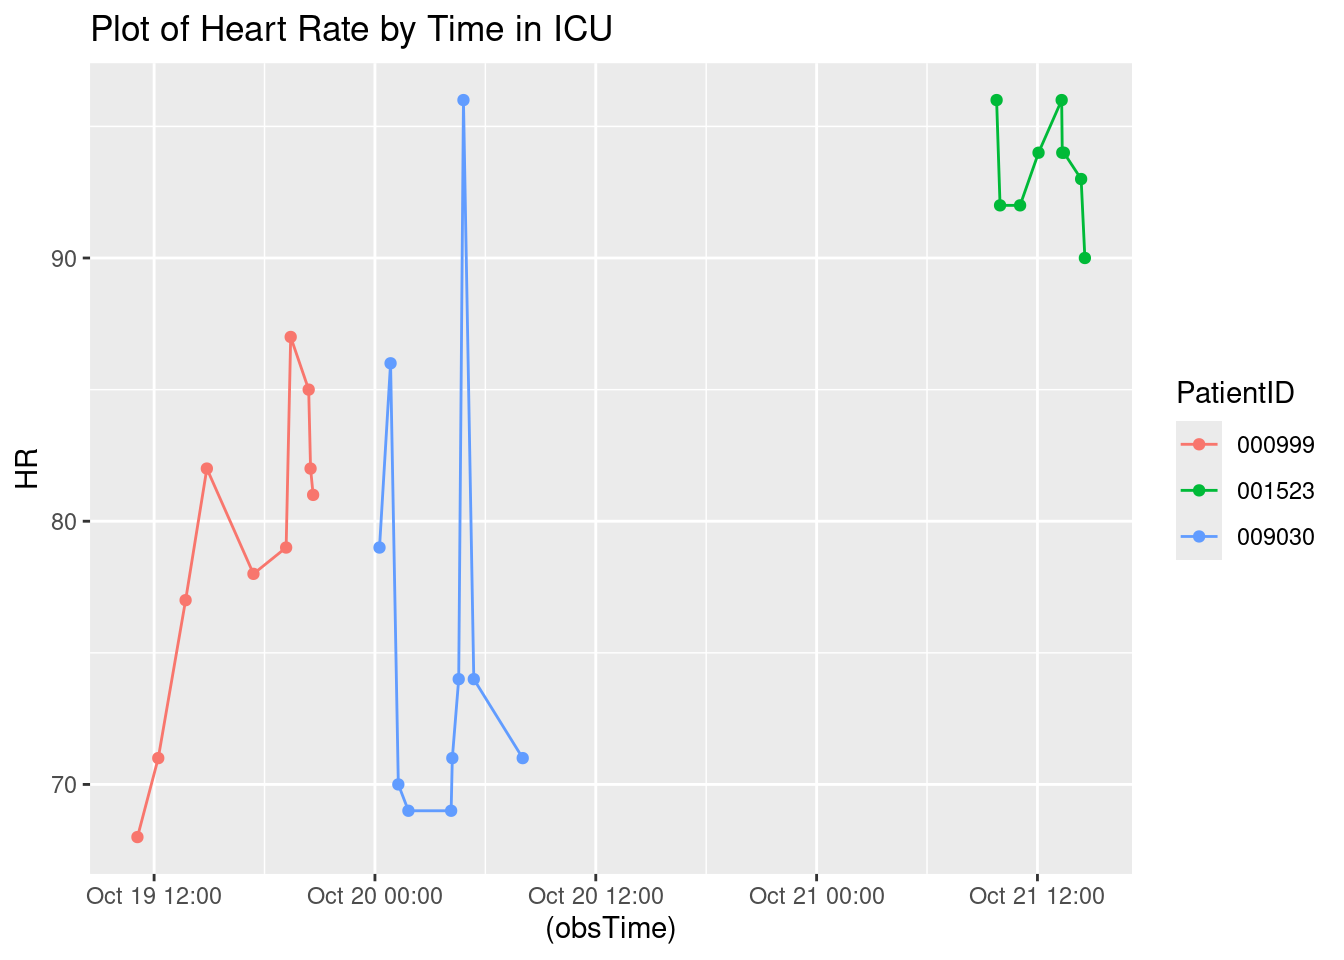 Plot of Heart Rate by Time in ICU
HR
90
80
70
Oct 19 12:00 Oct 20 00:00 Oct 20 12:00 Oct 21 00:00 Oct 21 12:00
(obsTime)
PatientID
000999
001523
009030